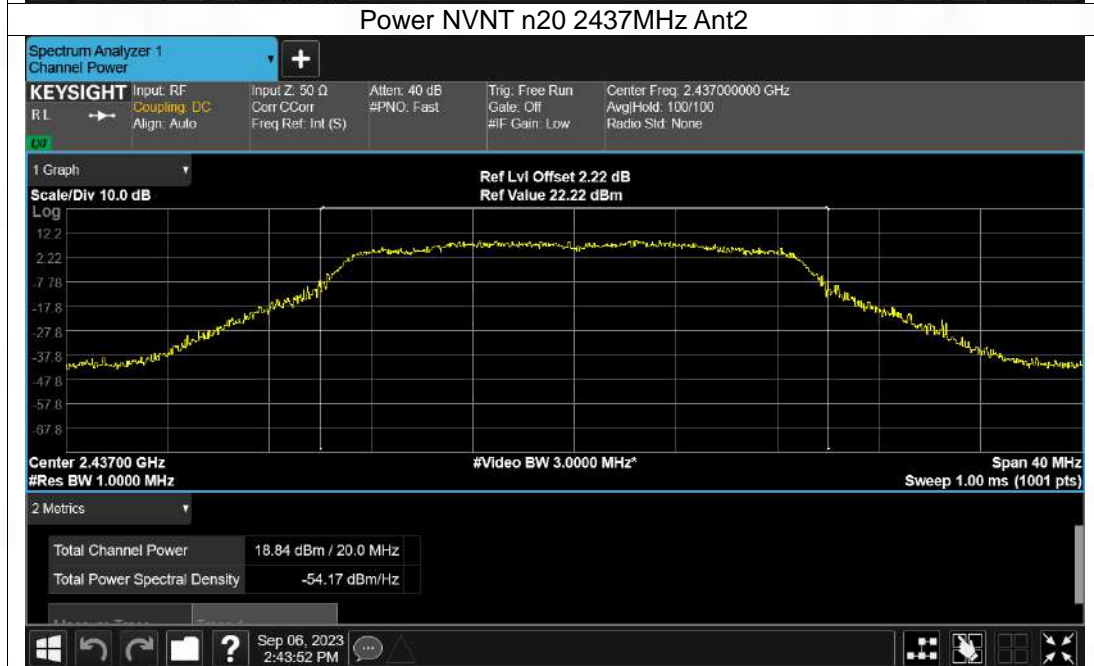 Power NVNT n20 2437MHz Ant2
Spectrum Analyzer 1
Channel Power
+
KEYSIGHT
RL
LXI
Input: RF
Coupling: DC
Align: Auto
Input Z: 50 Ω
Corr CCorr
Freq Ref: Int (S)
Atten: 40 dB
#PNO: Fast
Trig: Free Run
Gate: Off
#IF Gain: Low
Center Freq: 2.437000000 GHz
Avg|Hold: 100/100
Radio Std: None
1 Graph
Scale/Div 10.0 dB
Ref Lvl Offset 2.22 dB
Ref Value 22.22 dBm
Log
12.2
2.22
-7.78
-17.8
-27.8
-37.8
-47.8
-57.8
-67.8
Center 2.43700 GHz
#Video BW 3.0000 MHz*
Span 40 MHz
#Res BW 1.0000 MHz
Sweep 1.00 ms (1001 pts)
2 Metrics
Total Channel Power 18.84 dBm / 20.0 MHz
Total Power Spectral Density -54.17 dBm/Hz
?
Sep 06, 2023
2:43:52 PM